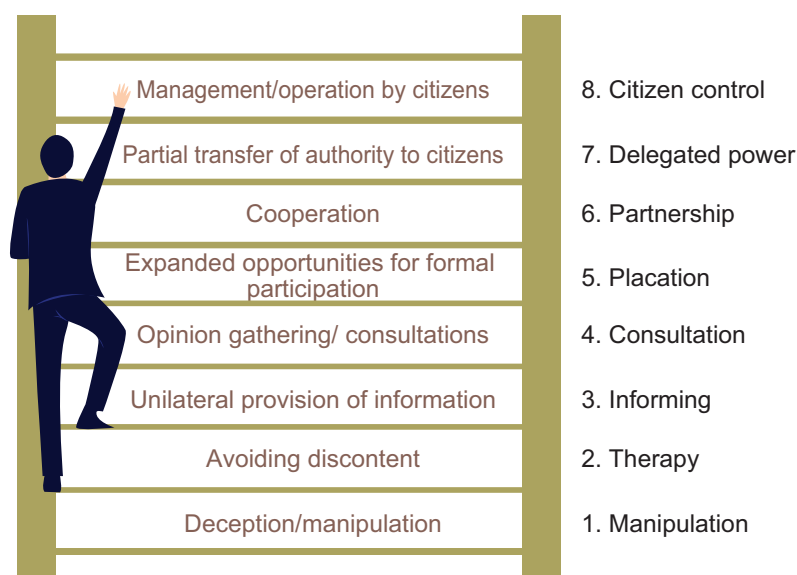 Management/operation by citizens
8. Citizen control
Partial transfer of authority to citizens
7. Delegated power
Cooperation
6. Partnership
Expanded opportunities for formal
participation
5. Placation
Opinion gathering/ consultations
4. Consultation
Unilateral provision of information
3. Informing
Avoiding discontent
2. Therapy
Deception/manipulation
1. Manipulation